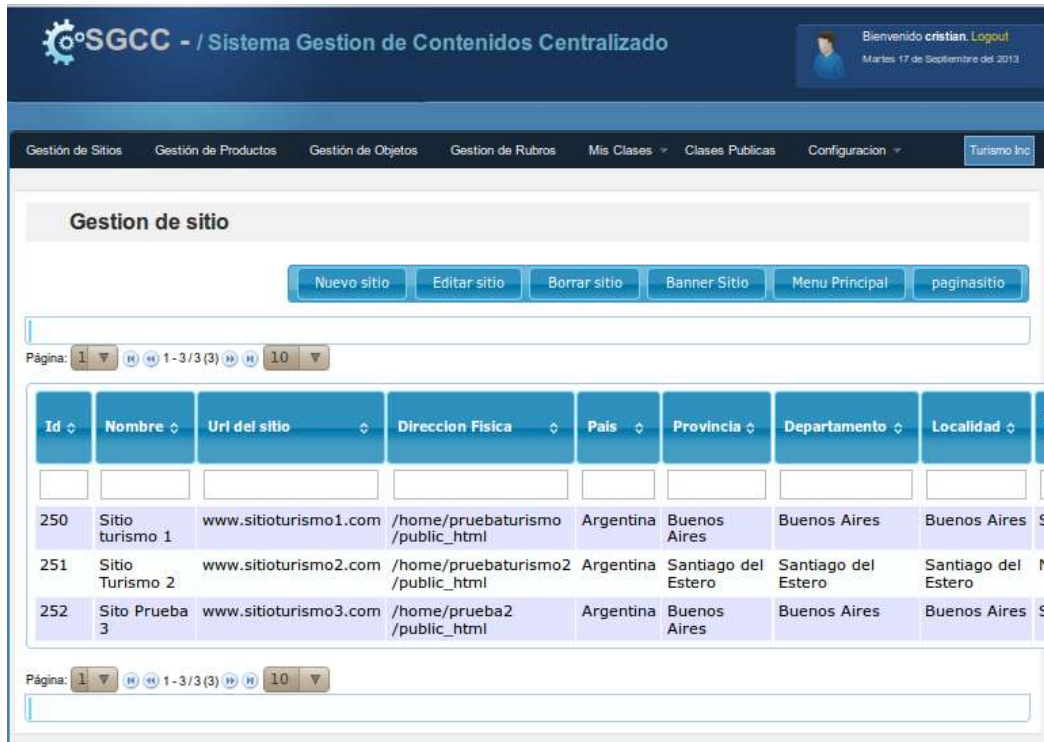 SGCC - / Sistema Gestion de Contenidos Centralizado
Bienvenido cristian. Logout
Martes 17 de Septiembre del 2013
Gestión de Sitios Gestión de Productos Gestión de Objetos Gestion de Rubros Mis Clases Clases Publicas Configuracion Turismo Inc
Gestion de sitio
Nuevo sitio Editar sitio Borrar sitio Banner Sitio Menu Principal paginasitio
Página: 1 1 - 3 / 3 (3) 10
Id Nombre Url del sitio Direccion Fisica Pais Provincia Departamento Localidad
250 Sitio www.sitioturismo1.com /home/pruebaturismo Argentina Buenos Buenos Aires Buenos Aires S
turismo 1 /public_html Aires
251 Sitio www.sitioturismo2.com /home/pruebaturismo2 Argentina Santiago del Santiago del Santiago del N
Turismo 2 /public_html Estero Estero Estero
252 Sito Prueba www.sitioturismo3.com /home/prueba2 Argentina Buenos Buenos Aires Buenos Aires S
3 /public_html Aires
Página: 1 1 - 3 / 3 (3) 10